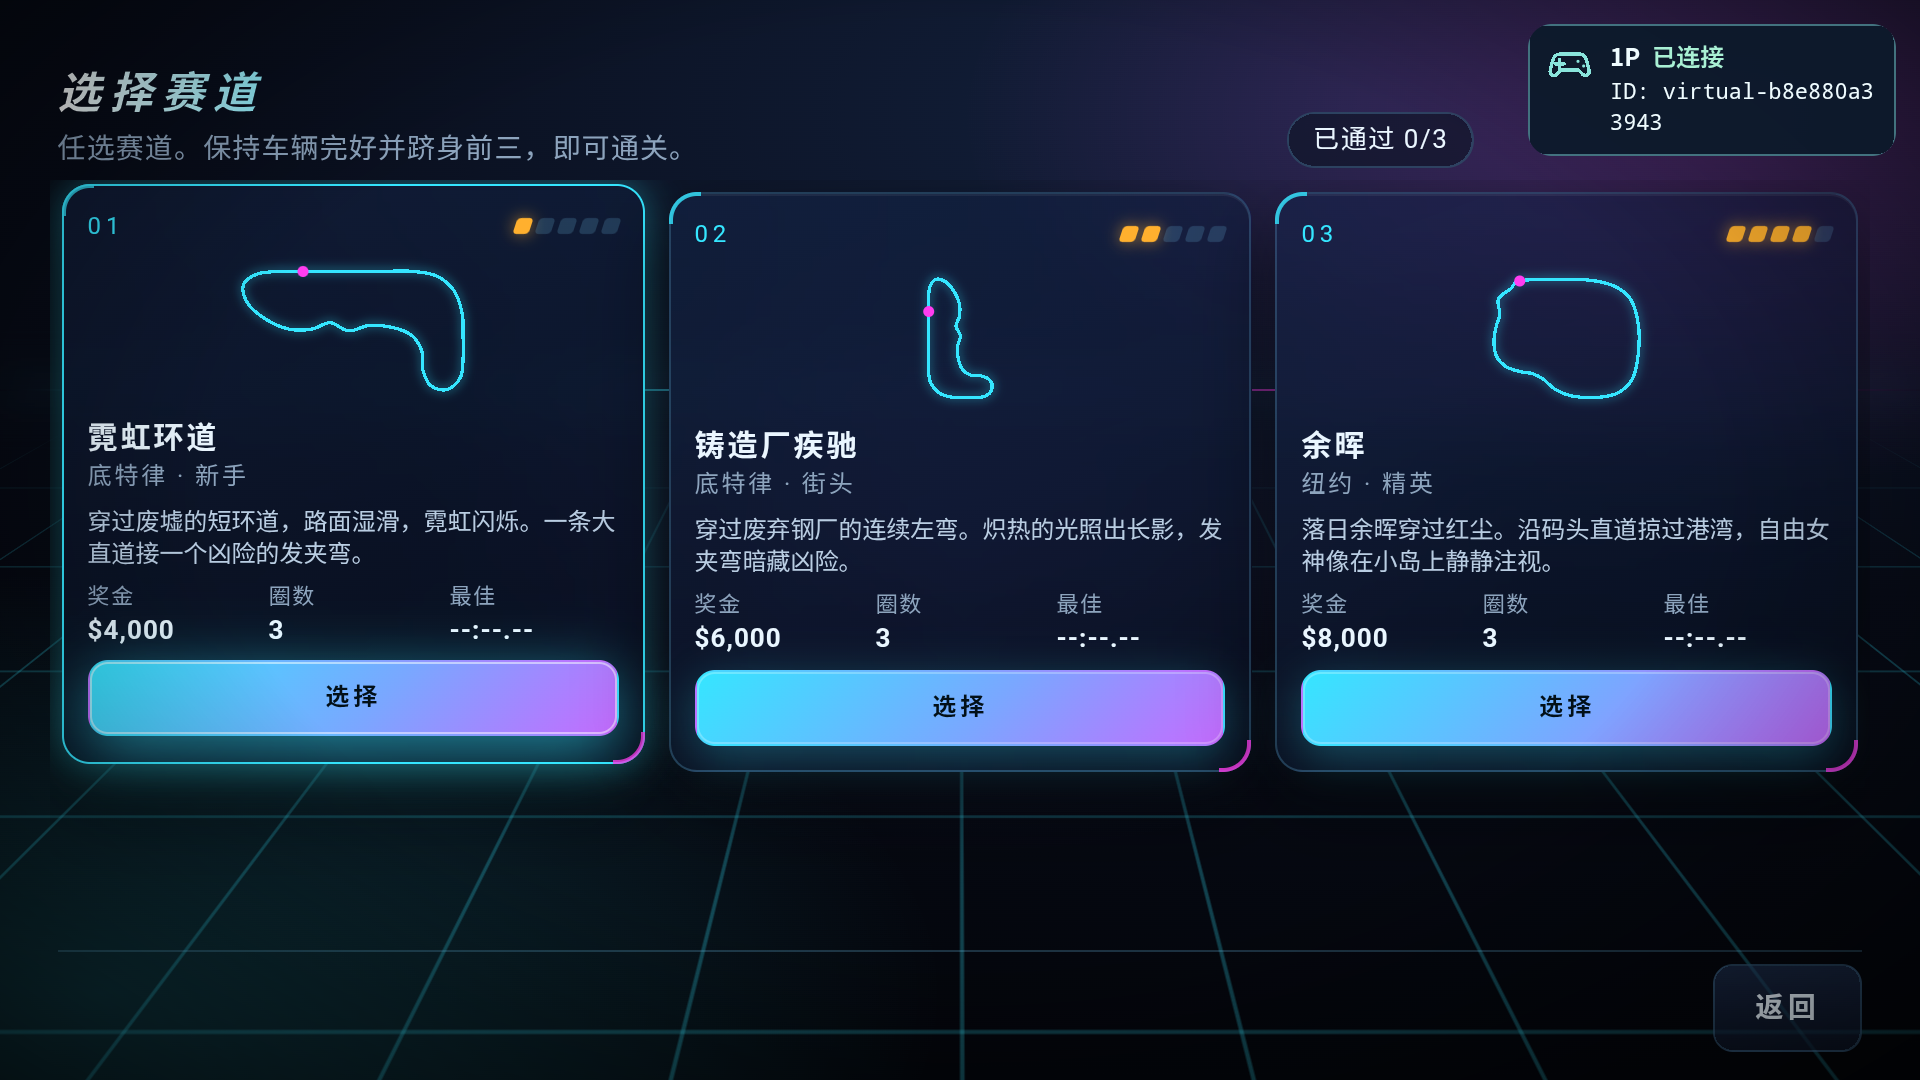 选择赛道
任选赛道。保持车辆完好并跻身前三，即可通关。
已通过 0/3
1P 已连接
ID: virtual-b8e880a3
3943
01
霓虹环道
底特律 · 新手
穿过废墟的短环道，路面湿滑，霓虹闪烁。一条大
直道接一个凶险的发夹弯。
奖金 圈数 最佳
$4,000 3 --:--.--
选择
02
铸造厂疾驰
底特律 · 街头
穿过废弃钢厂的连续左弯。炽热的光照出长影，发
夹弯暗藏凶险。
奖金 圈数 最佳
$6,000 3 --:--.--
选择
03
余晖
纽约 · 精英
落日余晖穿过红尘。沿码头直道掠过港湾，自由女
神像在小岛上静静注视。
奖金 圈数 最佳
$8,000 3 --:--.--
选择
返回